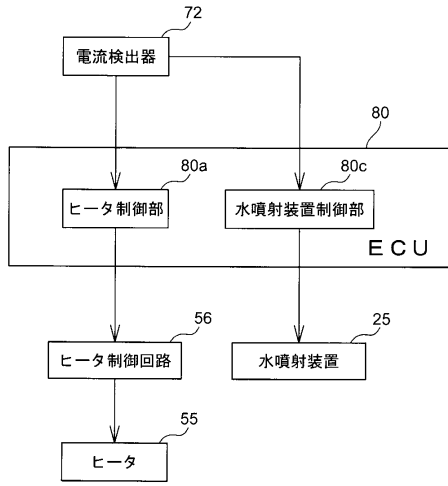 72
電流検出器
80
80a
80c
ヒータ制御部
水噴射装置制御部
ECU
56
25
ヒータ制御回路
水噴射装置
55
ヒータ